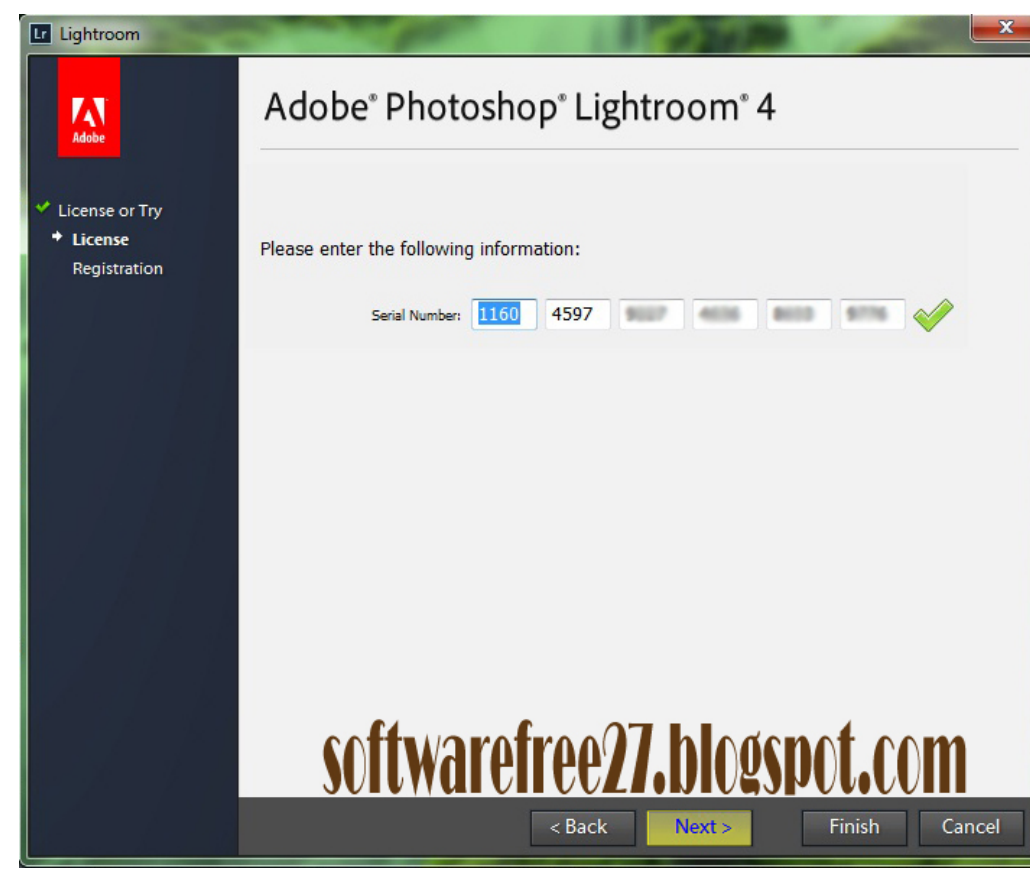 Lr Lightroom
x
Adobe
Adobe® Photoshop® Lightroom® 4
License or Try
License
Registration
Please enter the following information:
Serial Number: 1160 4597
softwarefree27.blogspot.com
< Back Next > Finish Cancel